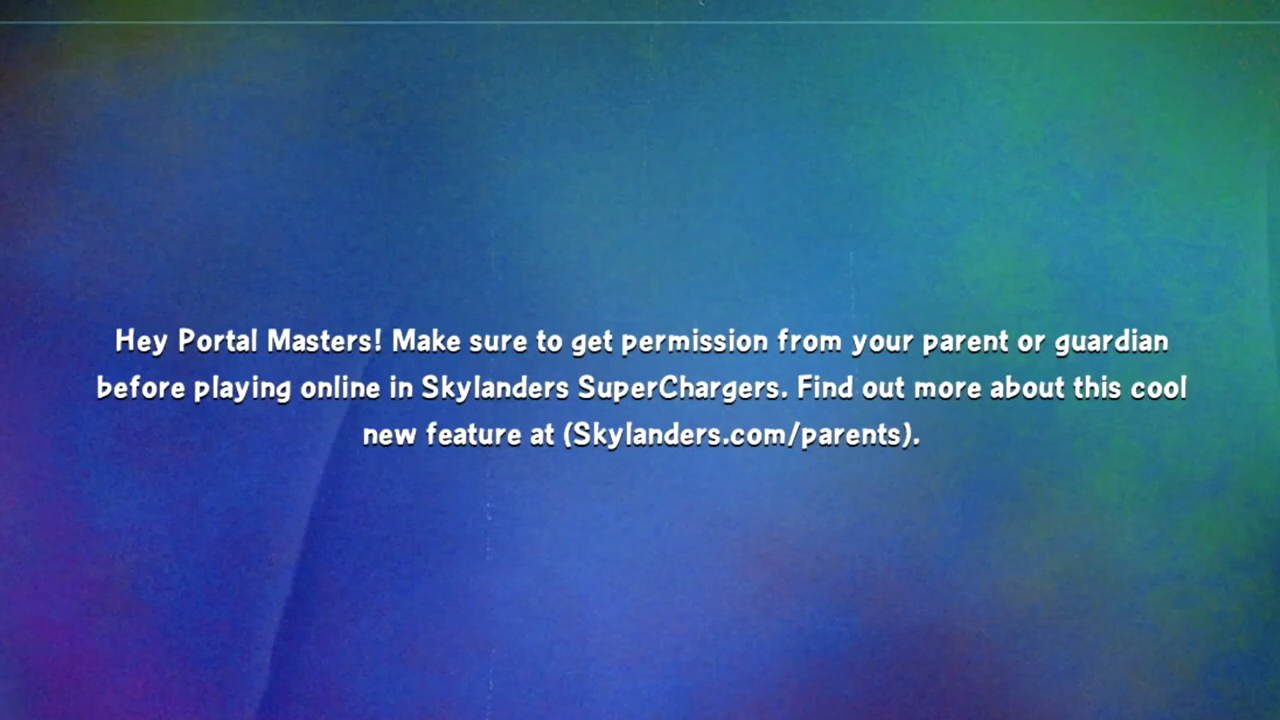 Hey Portal Masters! Make sure to get permission from your parent or guardian
before playing online in Skylanders SuperChargers. Find out more about this cool
new feature at (Skylanders.com/parents).